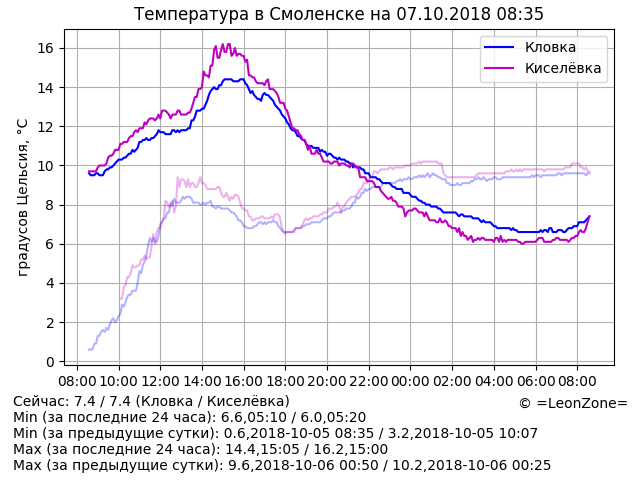 Температура в Смоленске на 07.10.2018 08:35
Кловка
Киселёвка
градусов Цельсия, °C
16
14
12
10
8
6
4
2
0
08:00 10:00 12:00 14:00 16:00 18:00 20:00 22:00 00:00 02:00 04:00 06:00 08:00
Сейчас: 7.4 / 7.4 (Кловка / Киселёвка)
© =LeonZone=
Min (за последние 24 часа): 6.6,05:10 / 6.0,05:20
Min (за предыдущие сутки): 0.6,2018-10-05 08:35 / 3.2,2018-10-05 10:07
Max (за последние 24 часа): 14.4,15:05 / 16.2,15:00
Max (за предыдущие сутки): 9.6,2018-10-06 00:50 / 10.2,2018-10-06 00:25